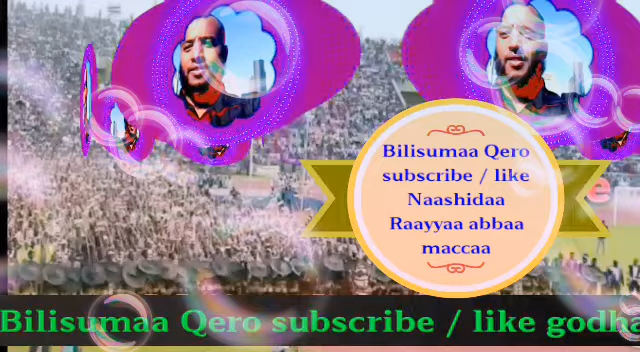 Bilisumaa Qero
subscribe / like
Naashidaa
Raayyaa abbaa
maccaa
Bilisumaa Qero subscribe / like godha